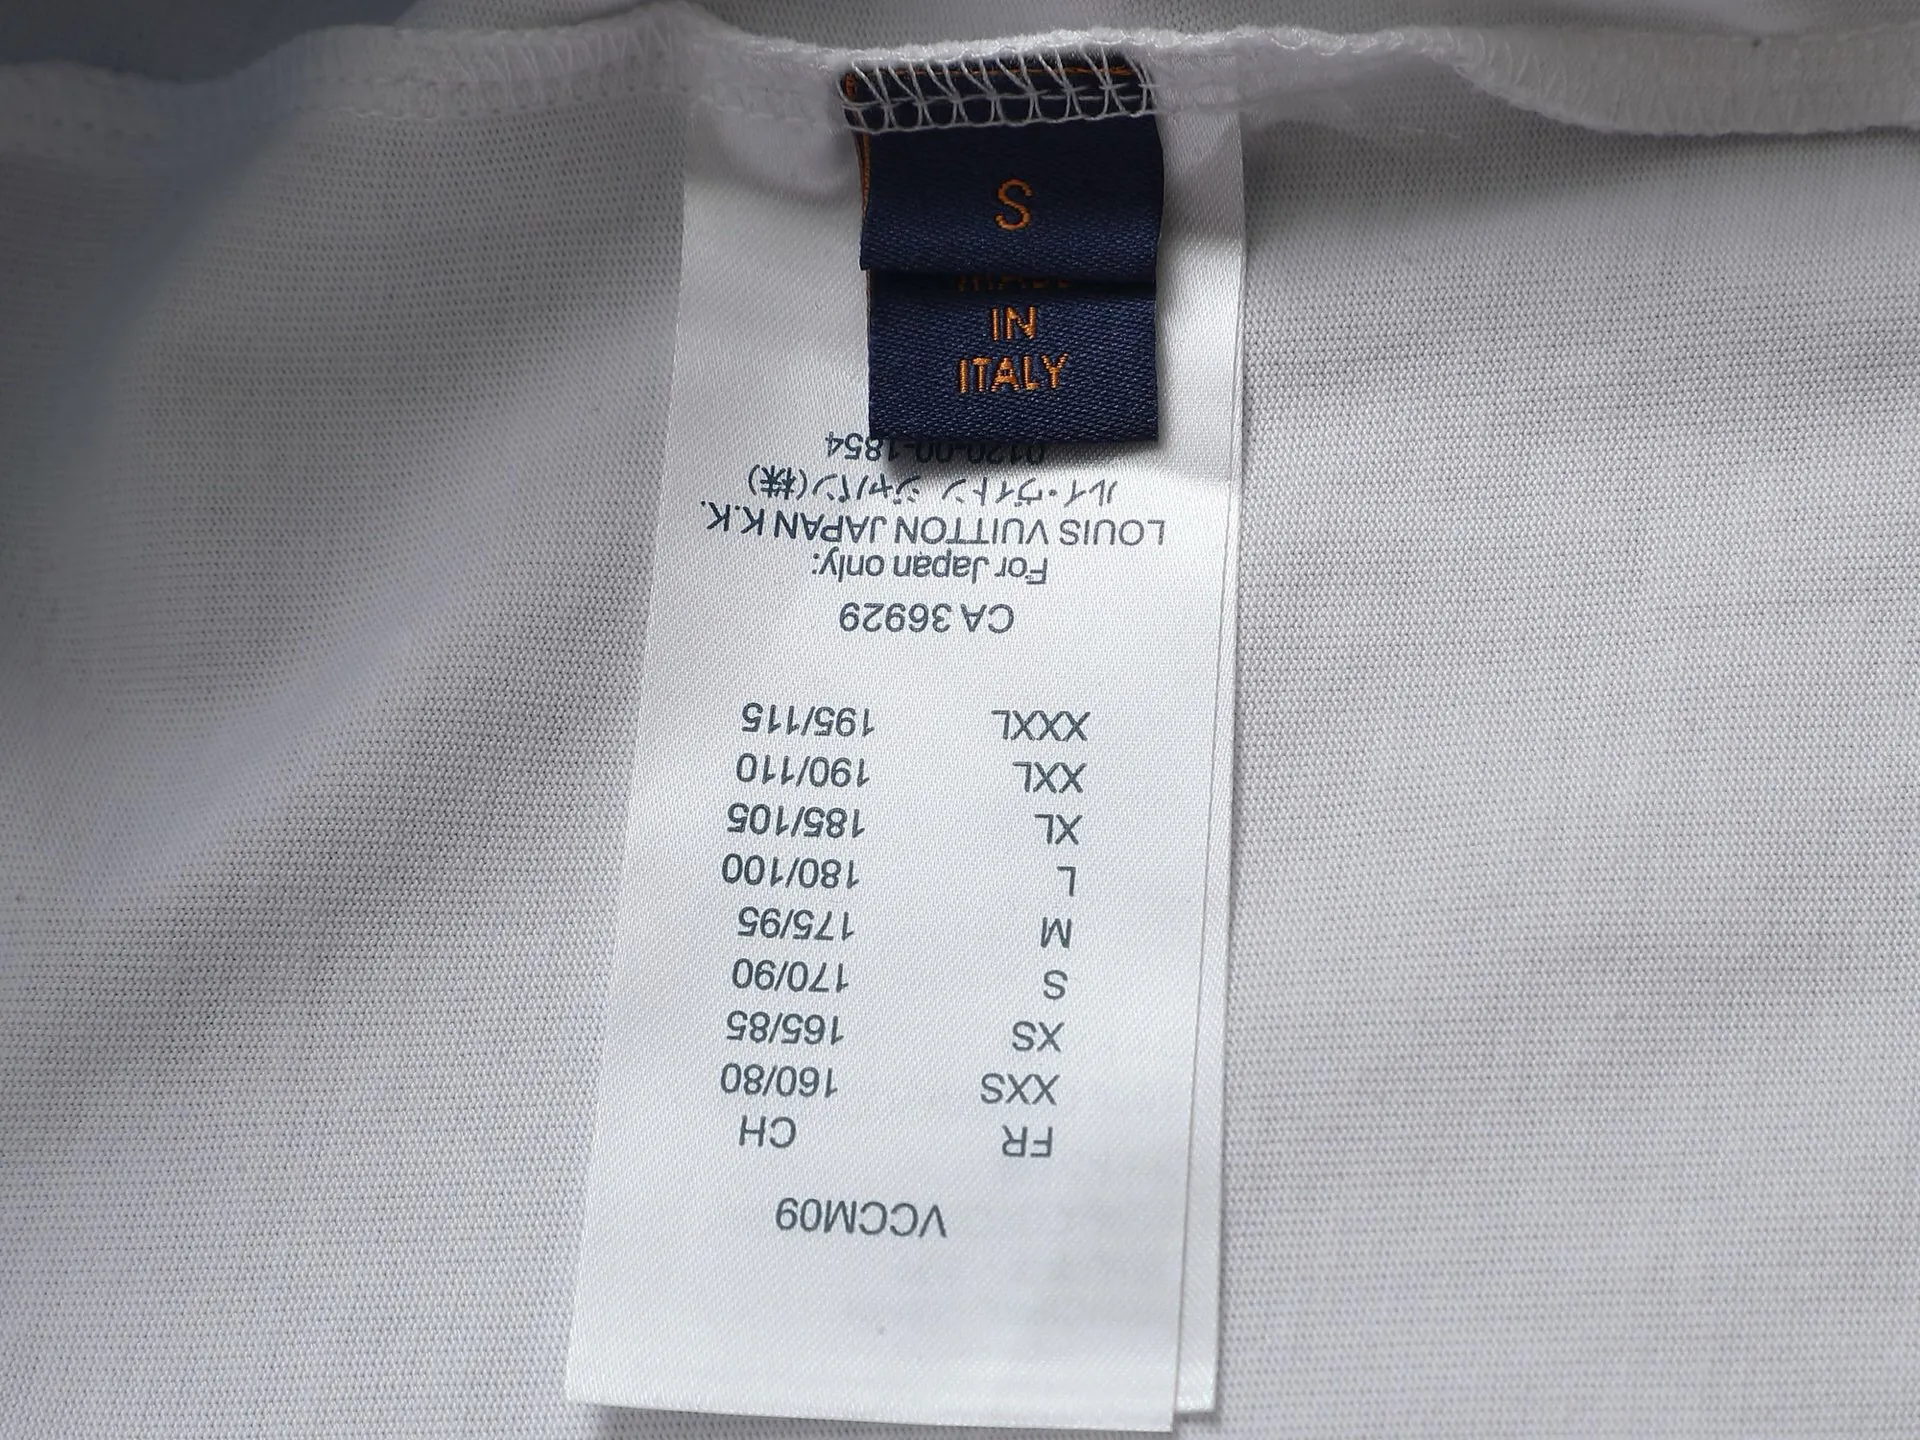 S
IN
ITALY
VCCM09
FR CH
XXS 160/80
XS 165/85
S 170/90
M 175/95
L 180/100
XL 185/105
XXL 190/110
XXXL 195/115
CA 36929
For Japan only:
LOUIS VUITTON JAPAN K.K.
ルイ・ヴィトン ジャパン(株)
0120-00-1854